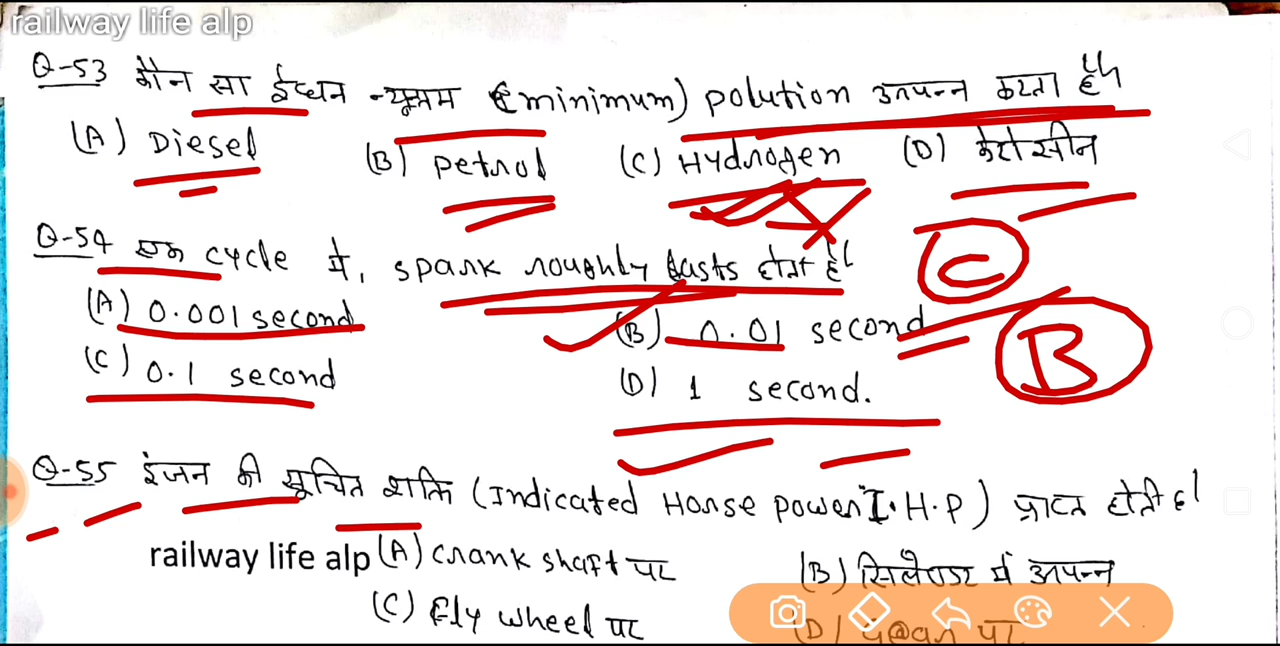 railway life alp
Q-53 कौन सा ईंधन न्यूनतम (minimum) polution उत्पन्न करता है।
(A) Diesel (B) petrol (C) Hydrogen (D) केरोसीन
Q-54 एक cycle में, spark roughly lasts होता है।
C
(A) 0.001 second (B) 0.01 second
B
(C) 0.1 second (D) 1 second.
Q-55 इंजन की सूचित शक्ति (Indicated Horse power I.H.P) प्राप्त होती है।
railway life alp (A) crank shaft पर (B) सिलेण्डर में उत्पन्न
(C) Fly wheel पर (D) पर